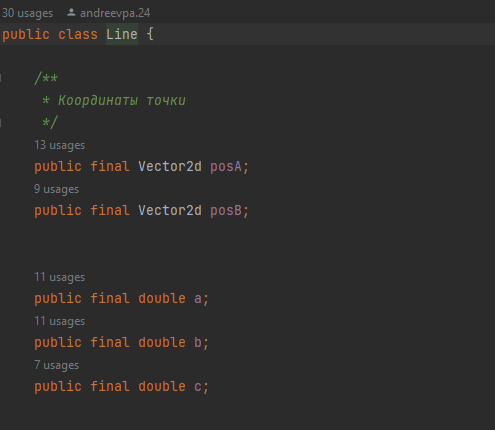 30 usages andreevpa.24
public class Line {
/**
* Координаты точки
*/
13 usages
public final Vector2d posA;
9 usages
public final Vector2d posB;
11 usages
public final double a;
11 usages
public final double b;
7 usages
public final double c;